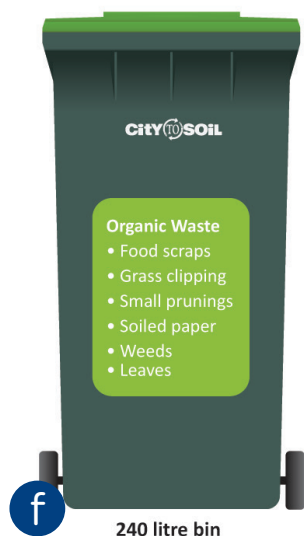 CiTY TO SOiL
Organic Waste
• Food scraps
• Grass clipping
• Small prunings
• Soiled paper
• Weeds
• Leaves
f
240 litre bin